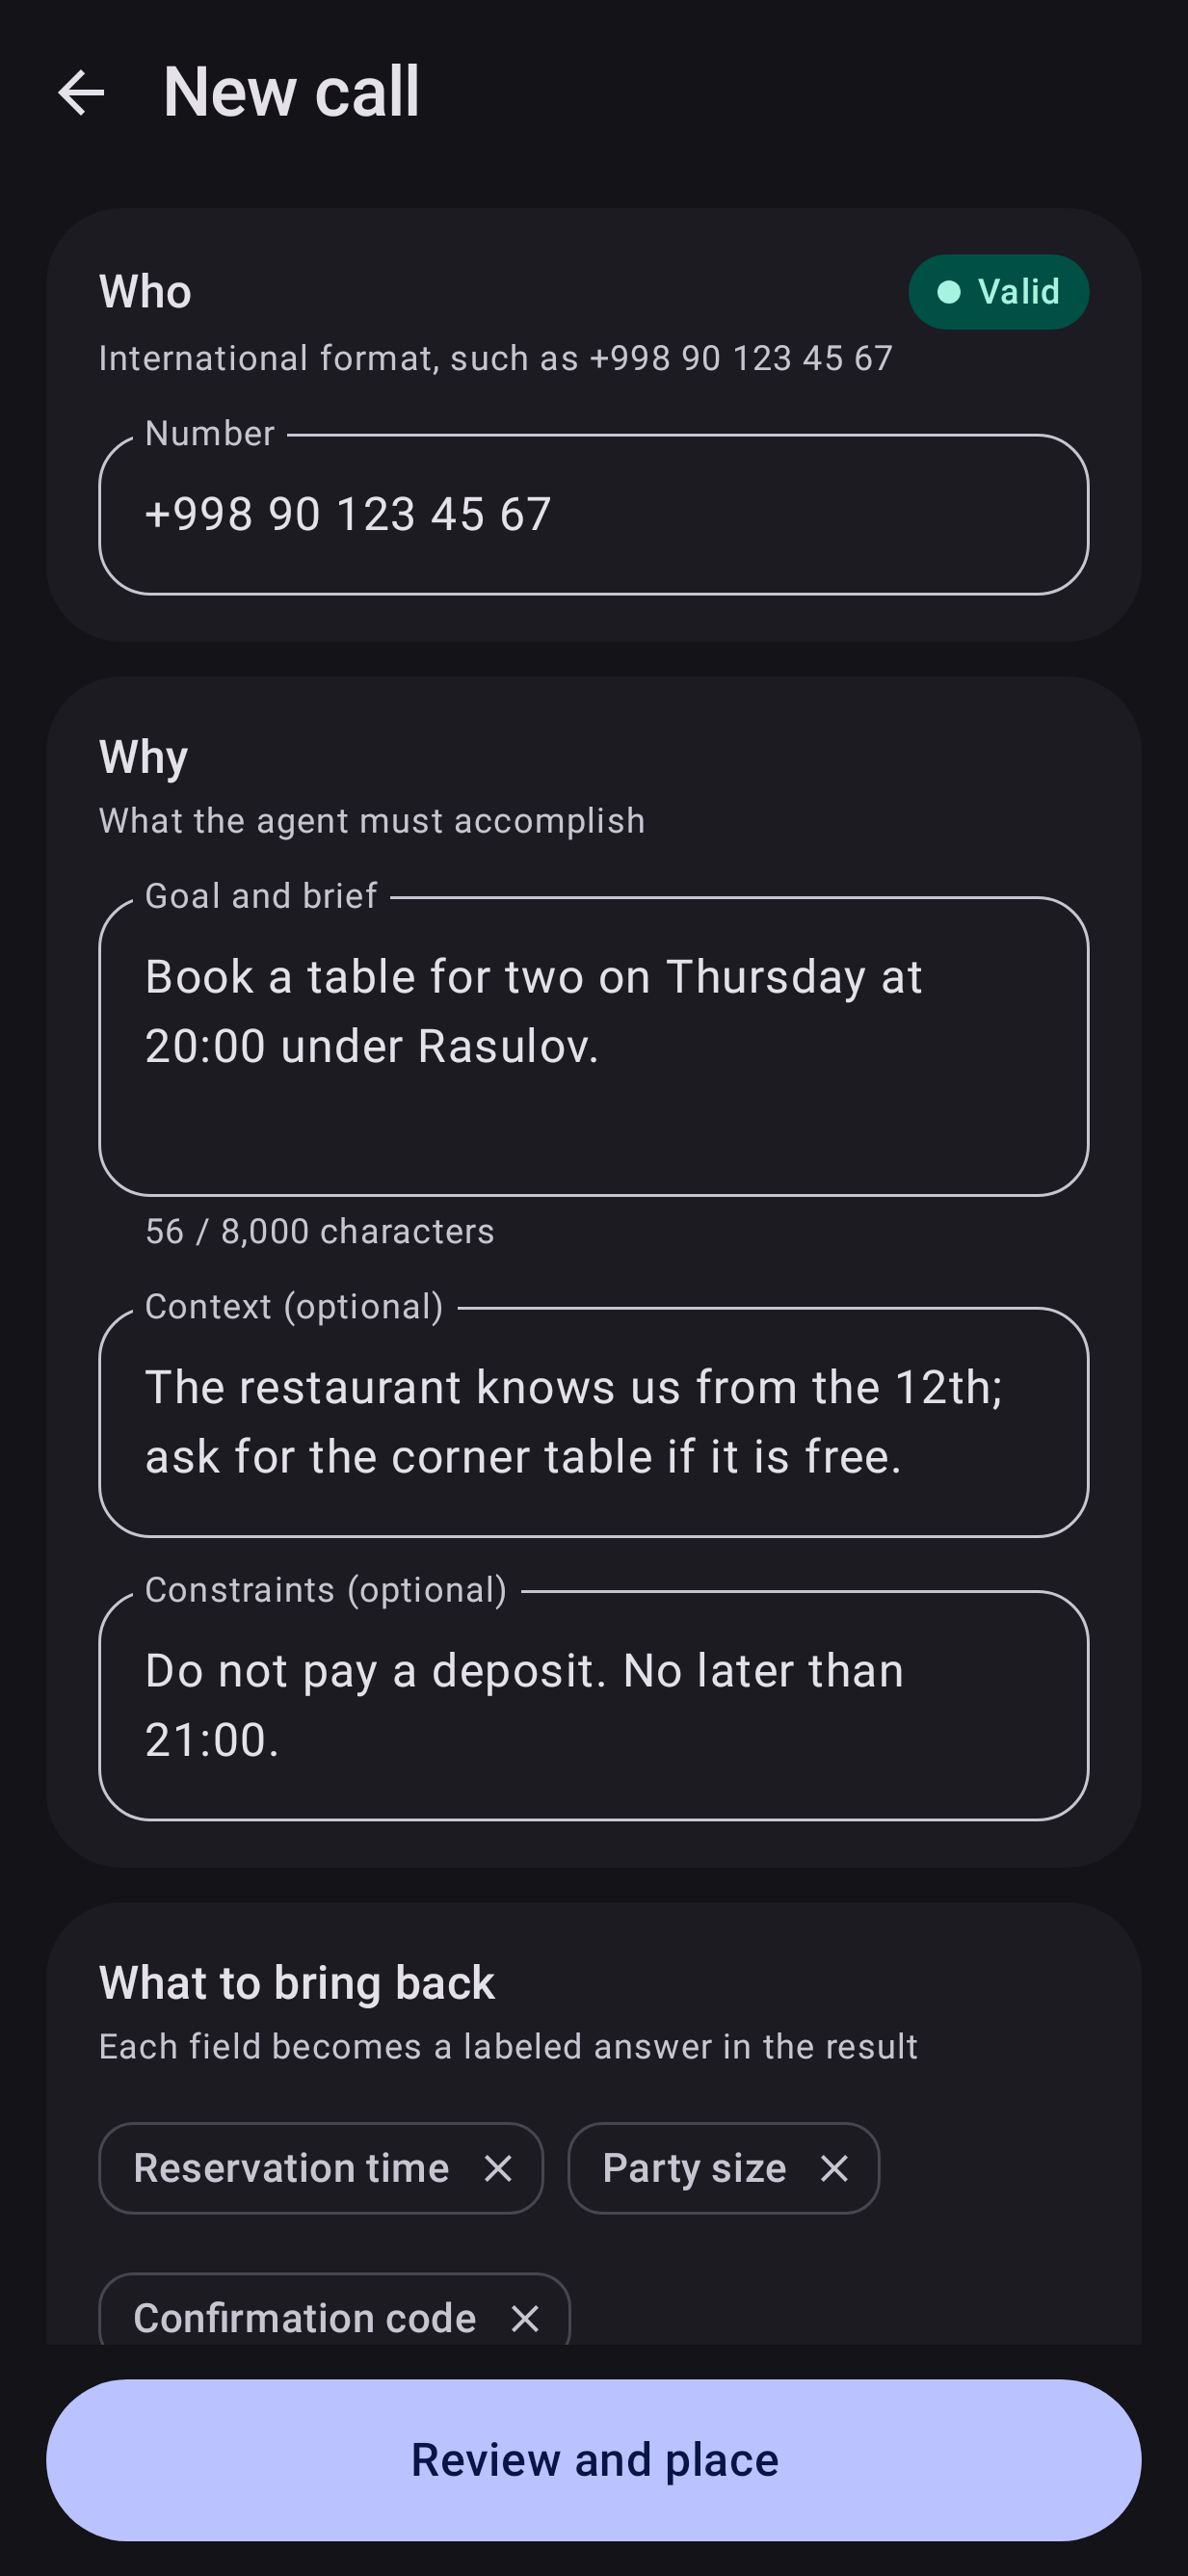 New call
Who
Valid
International format, such as +998 90 123 45 67
Number
+998 90 123 45 67
Why
What the agent must accomplish
Goal and brief
Book a table for two on Thursday at
20:00 under Rasulov.
56 / 8,000 characters
Context (optional)
The restaurant knows us from the 12th;
ask for the corner table if it is free.
Constraints (optional)
Do not pay a deposit. No later than
21:00.
What to bring back
Each field becomes a labeled answer in the result
Reservation time
Party size
Confirmation code
Review and place